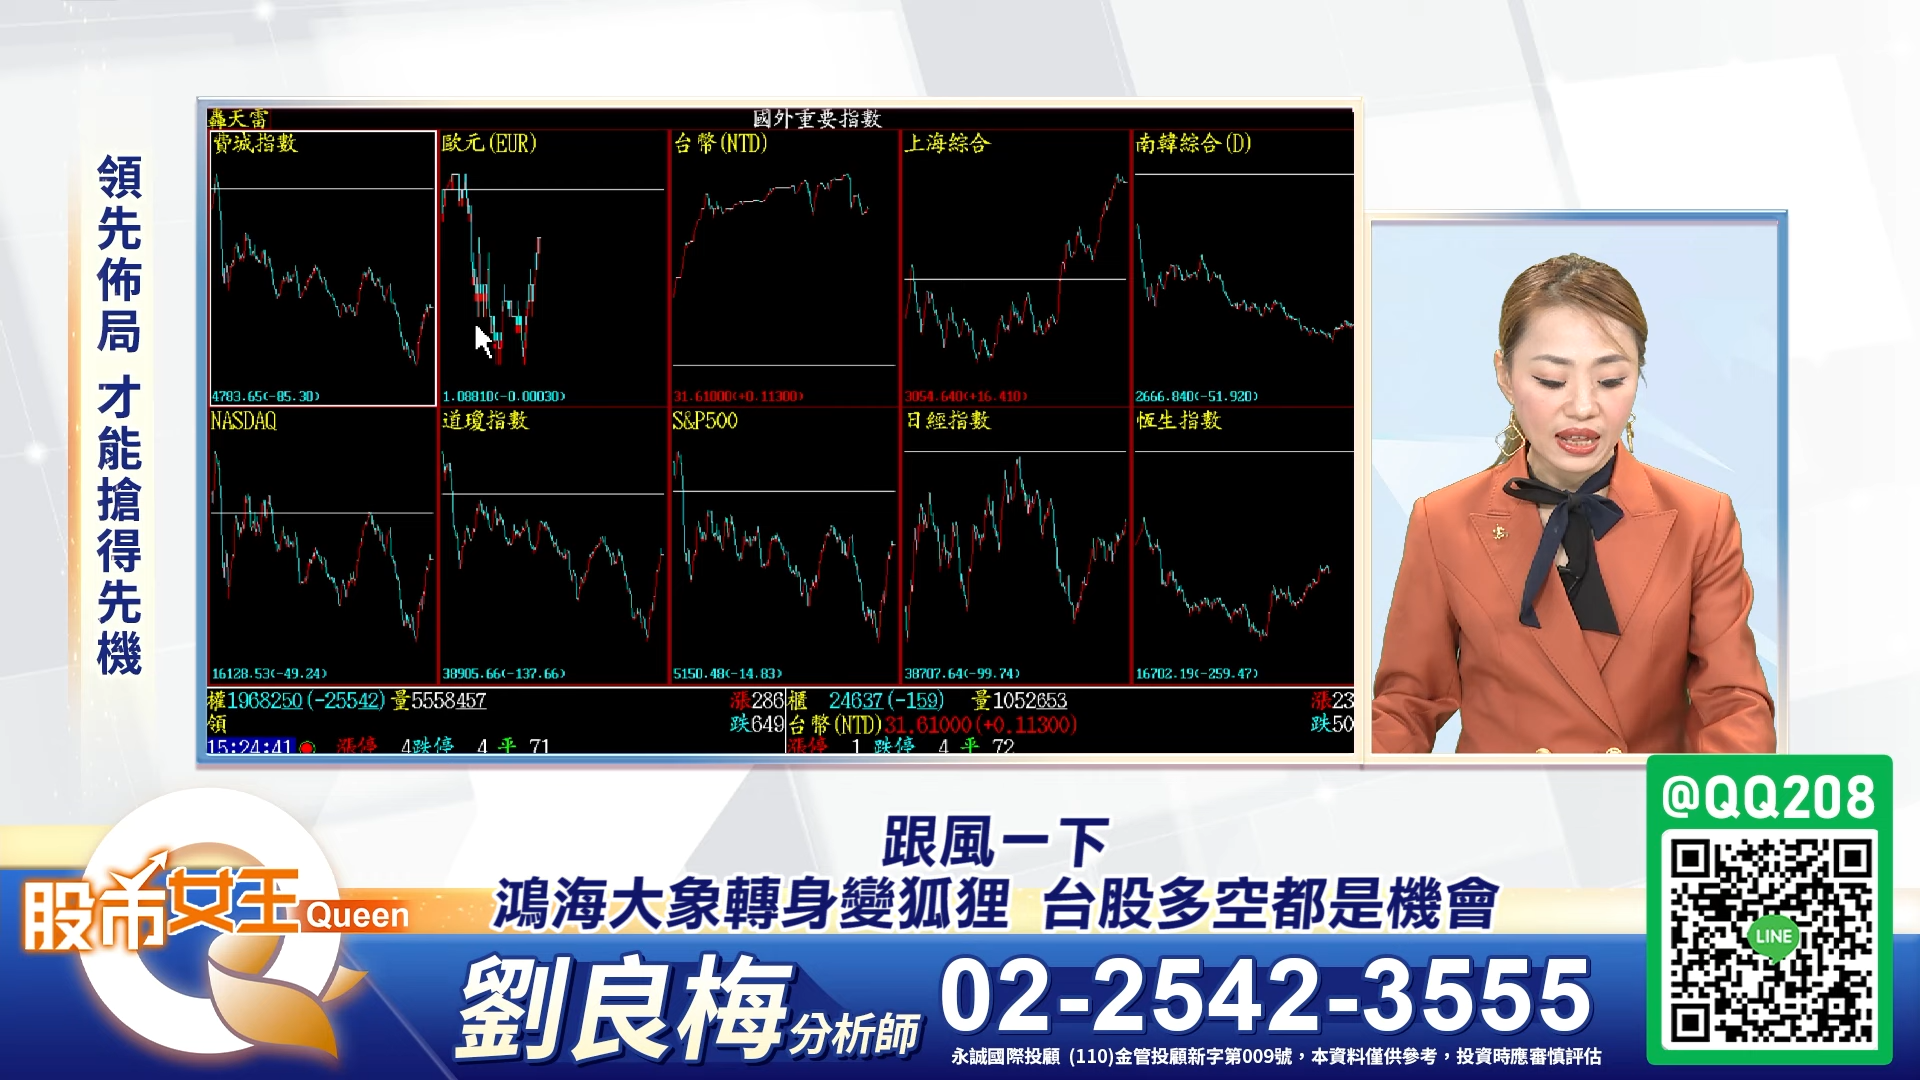 領先佈局 才能搶得先機
轟天雷
國外重要指數
費城指數
歐元(EUR)
台幣(NTD)
上海綜合
南韓綜合(D)
4783.65(-85.30)
1.08810(-0.00030)
31.61000(+0.11300)
3054.640(+16.410)
2666.840(-51.920)
NASDAQ
道瓊指數
S&P500
日經指數
恆生指數
16128.53(-49.24)
38905.66(-137.66)
5150.48(-14.83)
38707.64(-99.74)
16702.19(-259.47)
權1968250(-25542) 量5558457 漲286
櫃 24637(-159) 量1052653 漲23
領 跌649
台幣(NTD)31.61000(+0.11300) 跌50
15:24:41 漲停 4跌停 4 平 71
漲停 1 跌停 4 平 72
@QQ208
LINE
跟風一下
鴻海大象轉身變狐狸 台股多空都是機會
股市女王Queen
劉良梅分析師
02-2542-3555
永誠國際投顧 (110)金管投顧新字第009號，本資料僅供參考，投資時應審慎評估